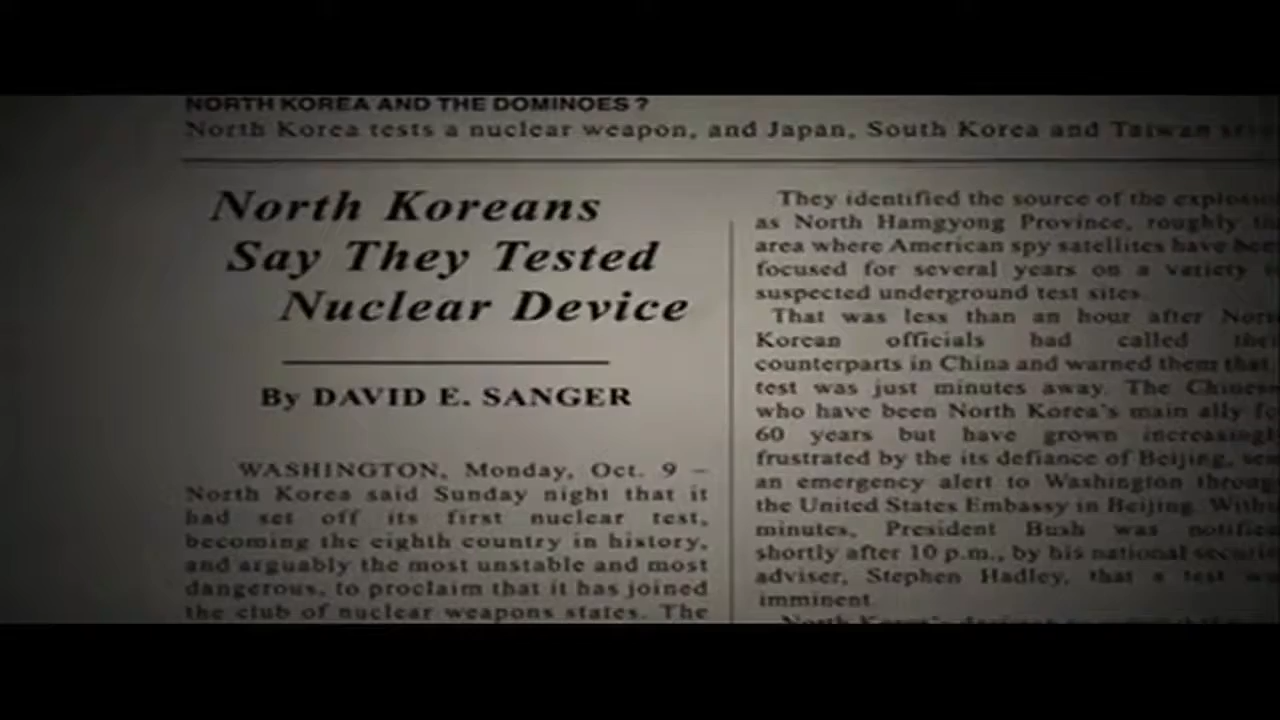 NORTH KOREA AND THE DOMINOES ?
North Korea tests a nuclear weapon, and Japan, South Korea and Taiwan
North Koreans
Say They Tested
Nuclear Device
By DAVID E. SANGER
WASHINGTON, Monday, Oct. 9 –
North Korea said Sunday night that it
had set off its first nuclear test,
becoming the eighth country in history,
and arguably the most unstable and most
dangerous, to proclaim that it has joined
the club of nuclear weapons states. The
They identified the source of the
as North Hamgyong Province, roughly
area where American spy satellites have
focused for several years on a variety
suspected underground test sites.
That was less than an hour after
Korean officials had called
counterparts in China and warned them that
test was just minutes away. The
who have been North Korea's main ally
60 years but have grown
frustrated by the its defiance of Beijing,
an emergency alert to Washington
the United States Embassy in Beijing.
minutes, President Bush was
shortly after 10 p.m., by his national
adviser, Stephen Hadley, that a test
imminent.